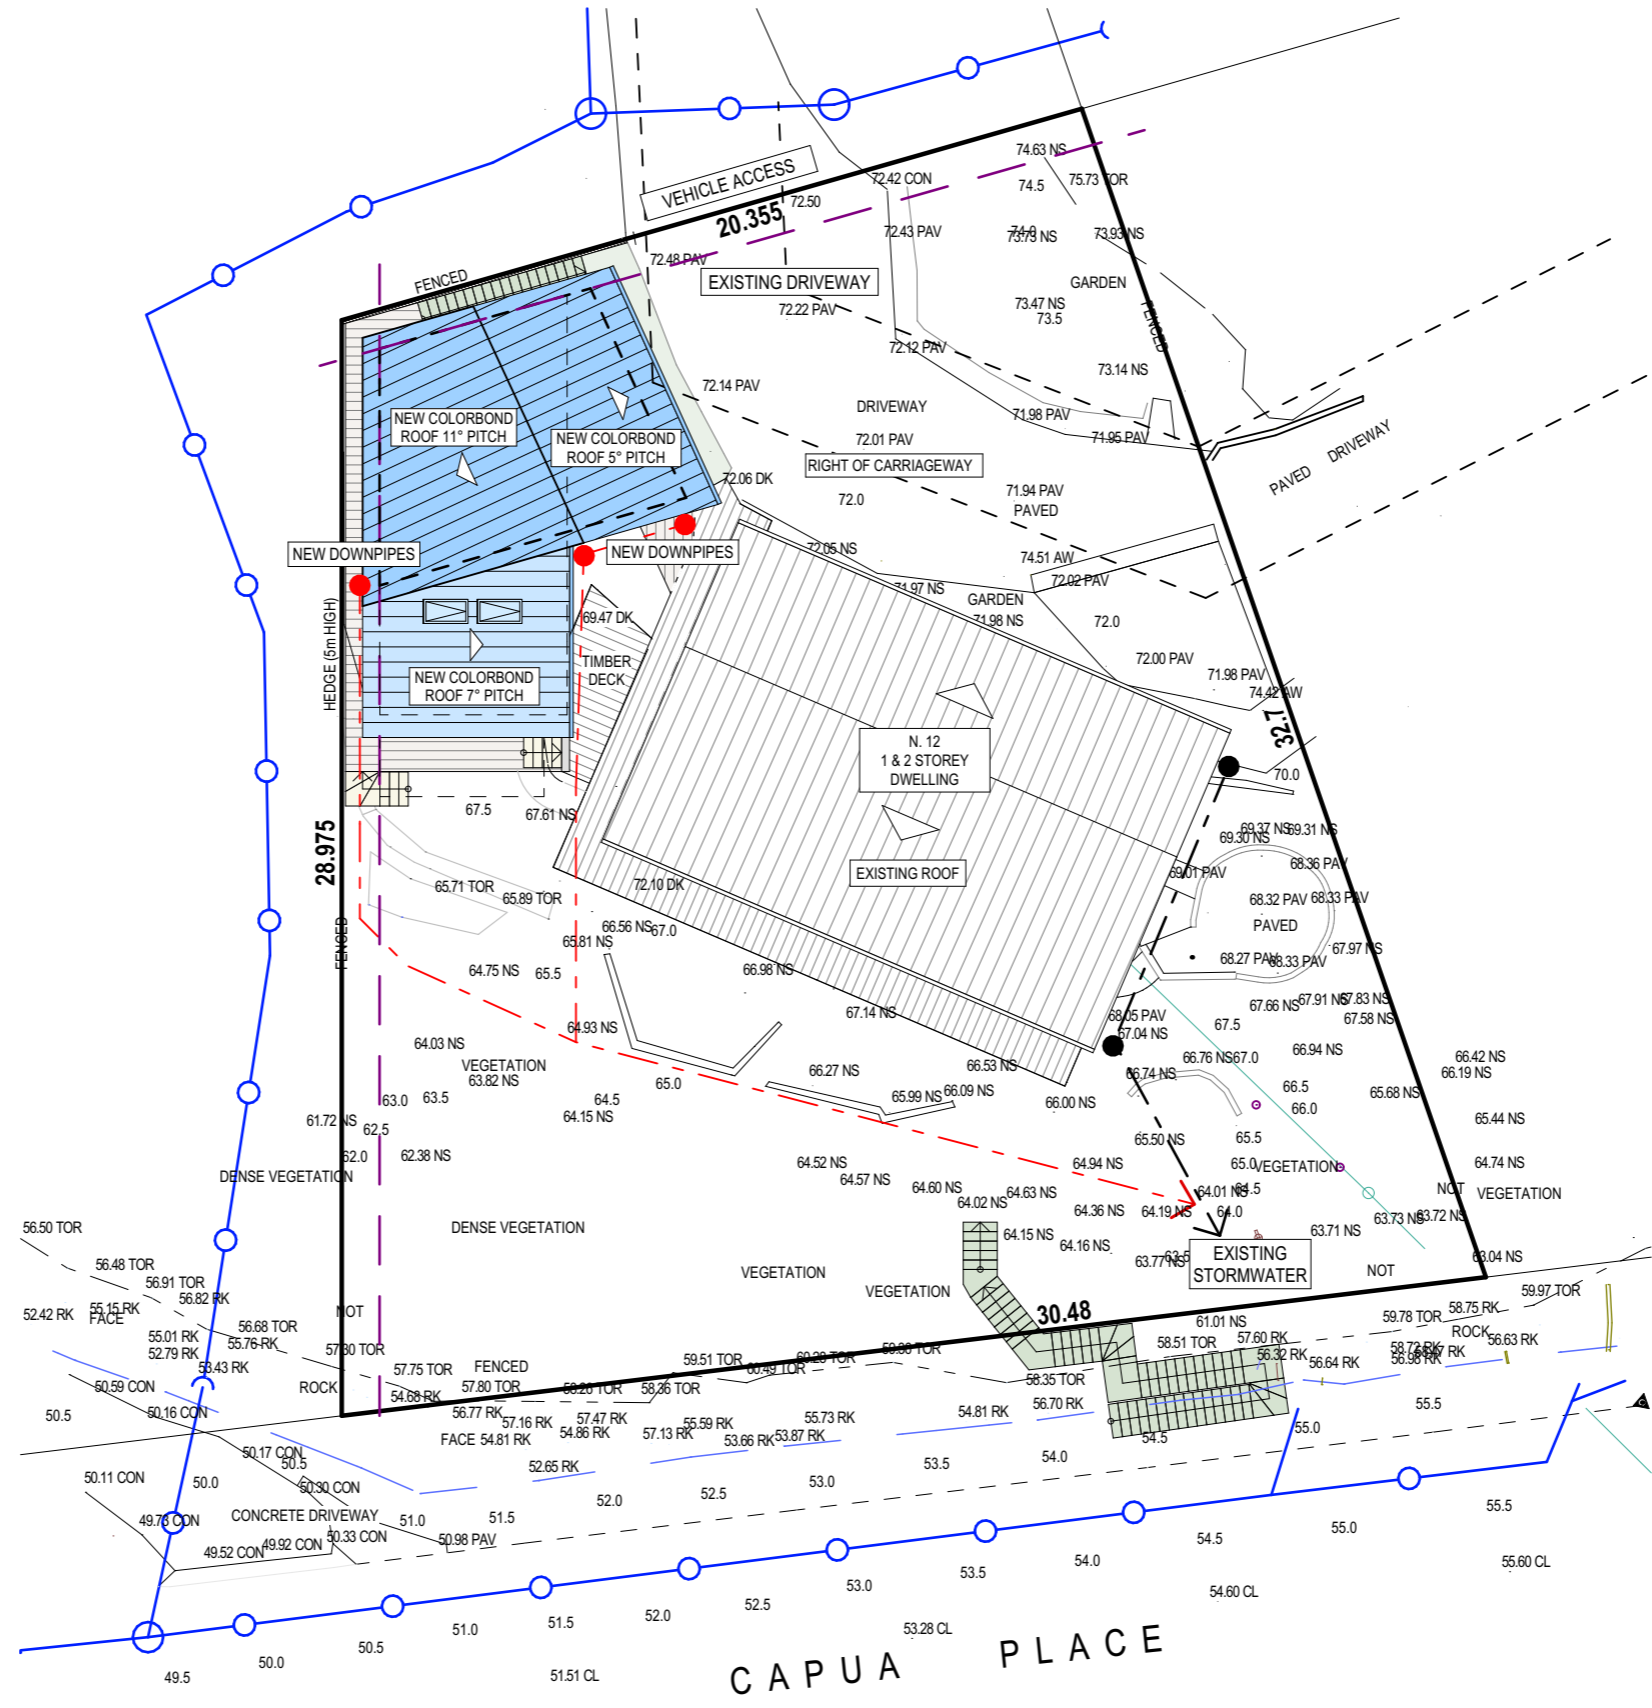 74.63 NS
72.42 CON
74.5
75.73 TOR
VEHICLE ACCESS
72.50
20.355
72.43 PAV
74.0
73.73 NS
73.93 NS
72.48 PAV
FENCED
EXISTING DRIVEWAY
GARDEN
72.22 PAV
73.47 NS
73.5
FENCED
72.12 PAV
73.14 NS
72.14 PAV
DRIVEWAY
71.98 PAV
NEW COLORBOND
ROOF 11° PITCH
NEW COLORBOND
ROOF 5° PITCH
72.01 PAV
71.95 PAV
PAVED DRIVEWAY
RIGHT OF CARRIAGEWAY
72.06 DK
72.0
71.94 PAV
PAVED
NEW DOWNPIPES
NEW DOWNPIPES
72.05 NS
74.51 AW
72.02 PAV
71.97 NS
GARDEN
71.98 NS
72.0
HEDGE (5m HIGH)
69.47 DK
TIMBER
DECK
72.00 PAV
71.98 PAV
74.42 AW
NEW COLORBOND
ROOF 7° PITCH
32.7
N. 12
1 & 2 STOREY
DWELLING
70.0
67.5
67.61 NS
69.37 NS
69.31 NS
69.30 NS
28.975
EXISTING ROOF
69.01 PAV
68.36 PAV
65.71 TOR
65.89 TOR
72.10 DK
68.32 PAV
68.33 PAV
PAVED
FENCED
66.56 NS
67.0
65.81 NS
67.97 NS
68.27 PAV
68.33 PAV
64.75 NS
65.5
66.98 NS
67.66 NS
67.91 NS
67.83 NS
67.14 NS
68.05 PAV
67.58 NS
64.93 NS
67.04 NS
67.5
64.03 NS
VEGETATION
63.82 NS
66.53 NS
66.76 NS
67.0
66.94 NS
66.42 NS
66.19 NS
66.27 NS
66.74 NS
65.0
66.09 NS
65.99 NS
66.5
65.68 NS
63.0
63.5
64.5
66.00 NS
66.0
61.72 NS
62.5
64.15 NS
65.44 NS
65.50 NS
65.5
62.0
62.38 NS
64.52 NS
64.94 NS
65.0
VEGETATION
64.74 NS
DENSE VEGETATION
64.57 NS
64.60 NS
64.63 NS
64.01 NS
64.5
NOT
VEGETATION
64.02 NS
64.36 NS
64.19 NS
64.0
63.73 NS
63.72 NS
56.50 TOR
DENSE VEGETATION
64.15 NS
63.71 NS
64.16 NS
63.77 NS
63.5
EXISTING
STORMWATER
63.04 NS
56.48 TOR
VEGETATION
NOT
56.91 TOR
VEGETATION
59.97 TOR
56.82 RK
52.42 RK
55.15 RK
FACE
NOT
30.48
61.01 NS
59.78 TOR
58.75 RK
56.68 TOR
55.01 RK
55.76 RK
57.30 TOR
58.51 TOR
57.60 RK
ROCK
56.63 RK
52.79 RK
56.32 RK
58.72 RK
56.98 RK
53.43 RK
57.75 TOR
FENCED
59.51 TOR
60.49 TOR
56.64 RK
50.59 CON
ROCK
54.68 RK
57.80 TOR
58.36 TOR
58.35 TOR
56.70 RK
50.5
50.16 CON
56.77 RK
57.16 RK
57.47 RK
55.59 RK
55.73 RK
54.81 RK
55.5
FACE
54.81 RK
54.86 RK
57.13 RK
53.66 RK
53.87 RK
54.5
55.0
50.17 CON
50.5
52.65 RK
54.0
50.11 CON
50.0
50.30 CON
53.5
53.0
52.5
52.0
CONCRETE DRIVEWAY
51.0
51.5
55.5
49.73 CON
50.33 CON
50.98 PAV
54.5
55.0
49.52 CON
49.92 CON
54.0
55.60 CL
53.5
53.0
54.60 CL
52.5
52.0
51.5
51.0
53.28 CL
50.5
50.0
49.5
51.51 CL
CAPUA PLACE